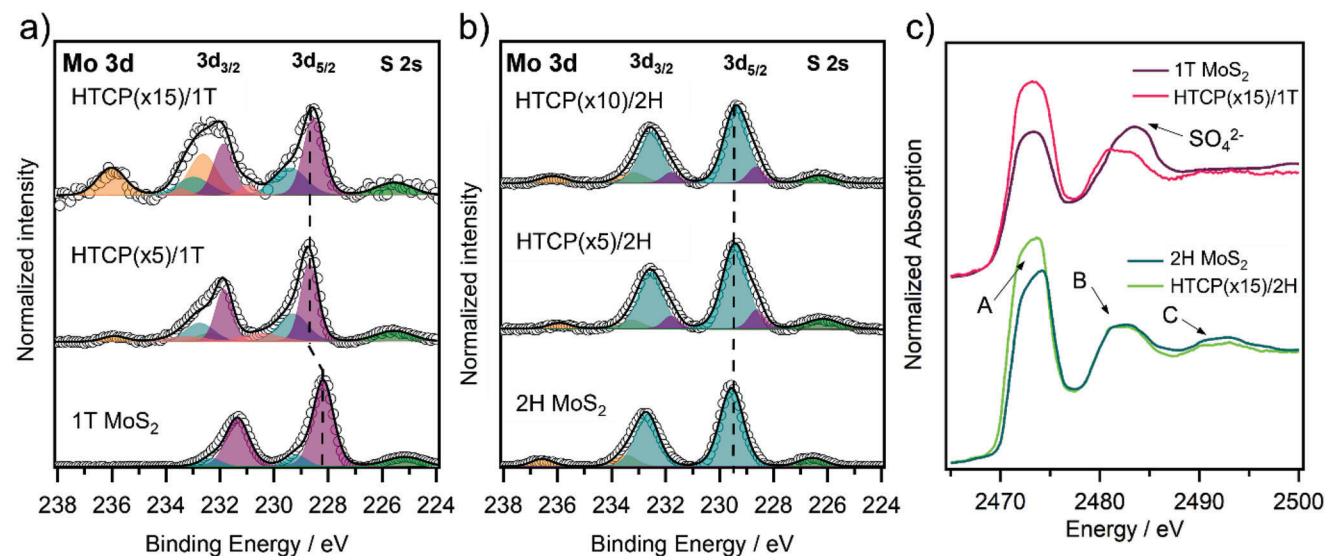 a)
Mo 3d 3d₃/₂ 3d₅/₂ S 2s
HTCP(x15)/1T
HTCP(x5)/1T
1T MoS₂
Normalized intensity
238 236 234 232 230 228 226 224
Binding Energy / eV
b)
Mo 3d 3d₃/₂ 3d₅/₂ S 2s
HTCP(x10)/2H
HTCP(x5)/2H
2H MoS₂
Normalized intensity
238 236 234 232 230 228 226 224
Binding Energy / eV
c)
1T MoS₂
HTCP(x15)/1T
SO₄²⁻
2H MoS₂
HTCP(x15)/2H
A
B
C
Normalized Absorption
2470 2480 2490 2500
Energy / eV